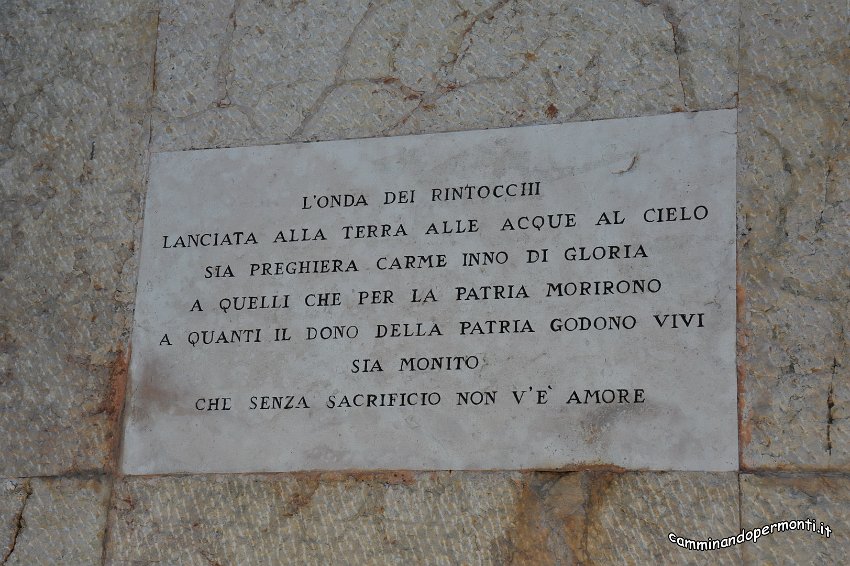 L'ONDA DEI RINTOCCHI
LANCIATA ALLA TERRA ALLE ACQUE AL CIELO
SIA PREGHIERA CARME INNO DI GLORIA
A QUELLI CHE PER LA PATRIA MORIRONO
A QUANTI IL DONO DELLA PATRIA GODONO VIVI
SIA MONITO
CHE SENZA SACRIFICIO NON V'È AMORE
camminandopermonti.it